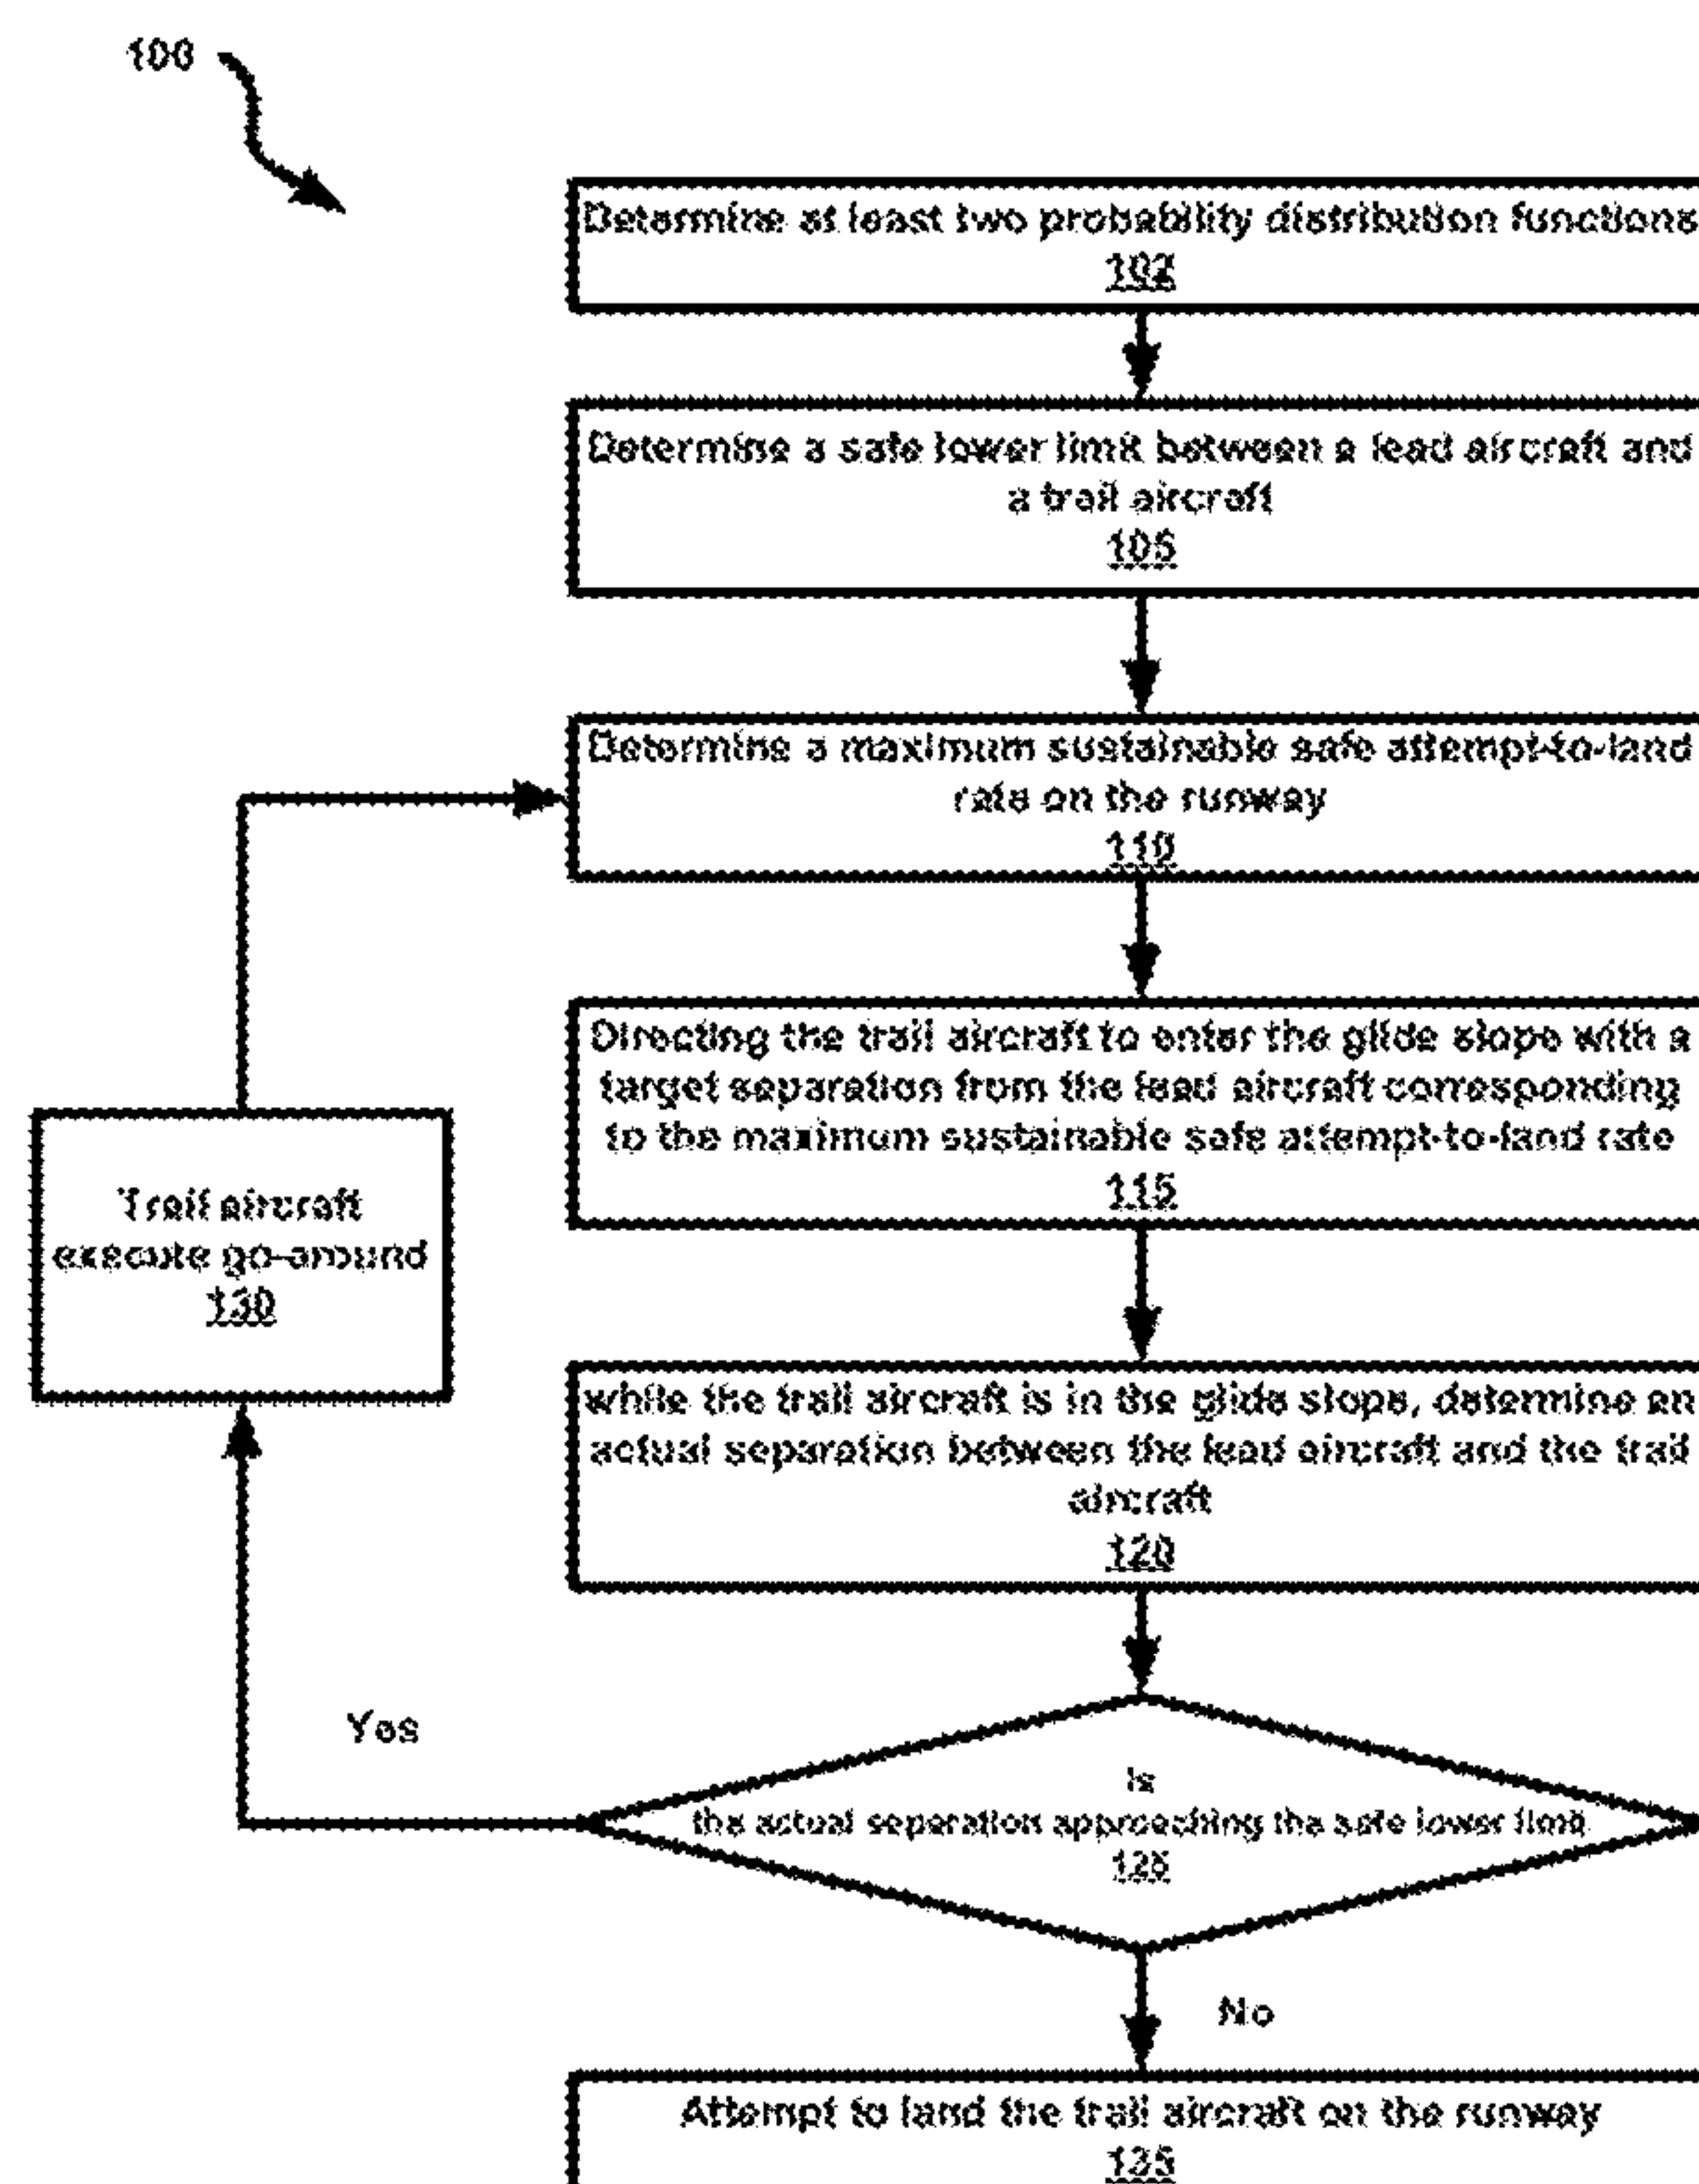 100
Determine at least two probability distribution functions
102
Determine a safe lower limit between a lead aircraft and
a trail aircraft
105
Determine a maximum sustainable safe attempt-to-land
rate on the runway
110
Directing the trail aircraft to enter the glide slope with a
target separation from the lead aircraft corresponding
to the maximum sustainable safe attempt-to-land rate
115
Trail aircraft
execute go-around
130
while the trail aircraft is in the glide slope, determine an
actual separation between the lead aircraft and the trail
aircraft
120
Yes
Is
the actual separation approaching the safe lower limit
125
No
Attempt to land the trail aircraft on the runway
135